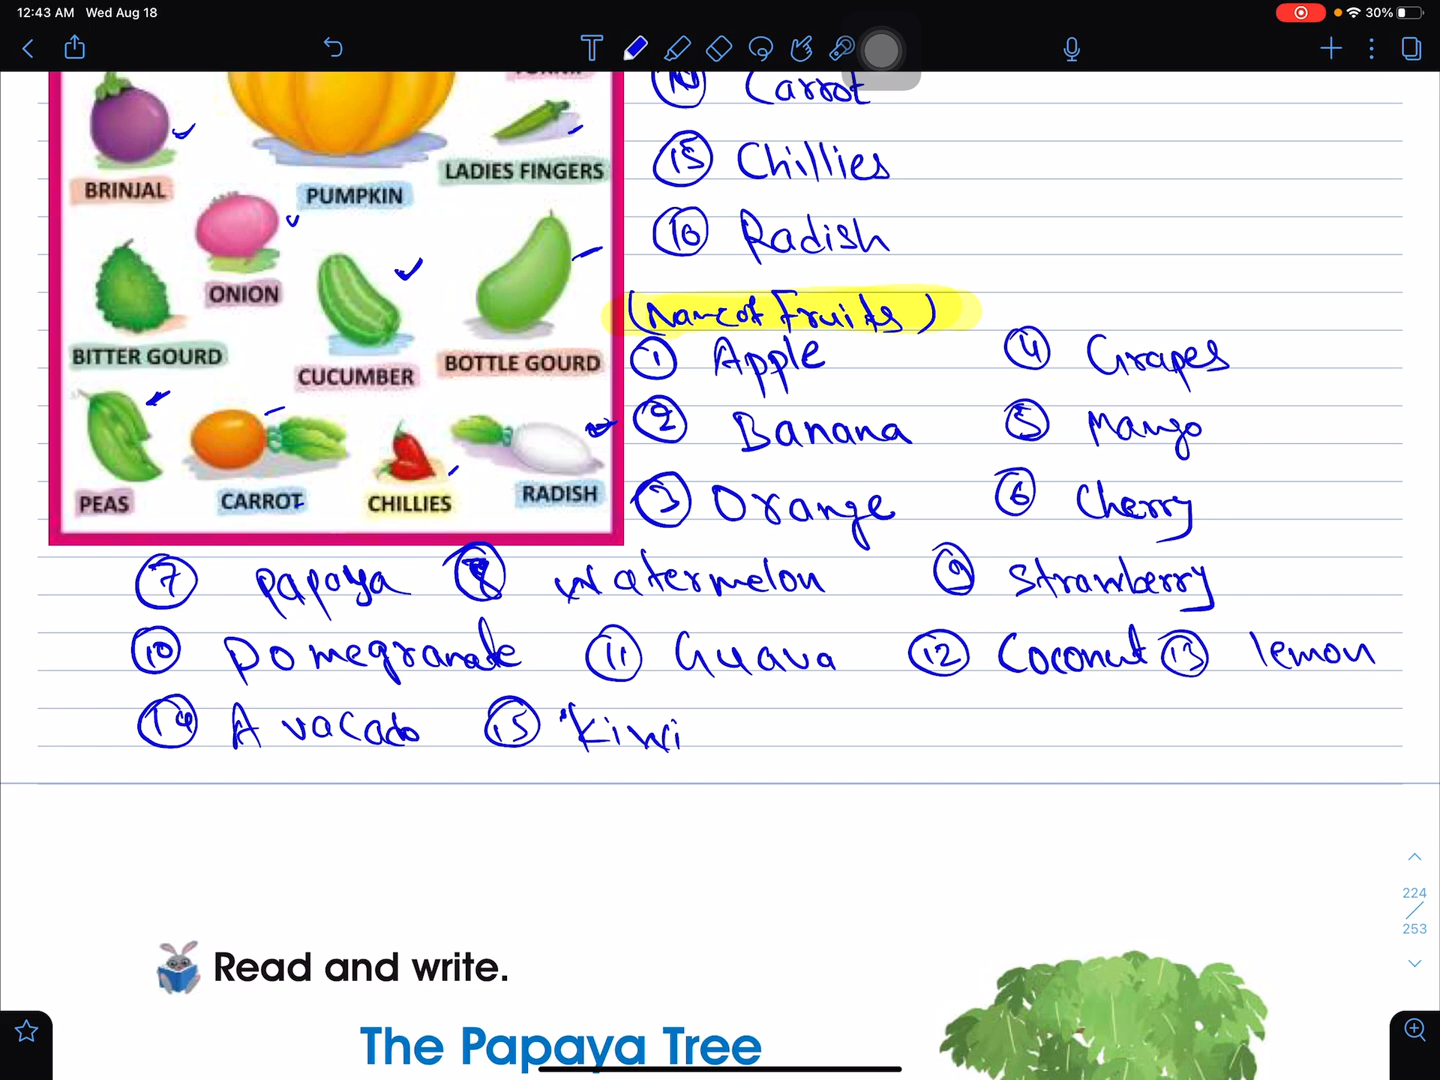 12:43 AM Wed Aug 18
30%
T
14 Carrot
BRINJAL
PUMPKIN
LADIES FINGERS
15 Chillies
16 Radish
ONION
BITTER GOURD
CUCUMBER
BOTTLE GOURD
PEAS
CARROT
CHILLIES
RADISH
(Name of Fruits)
1 Apple 4 Grapes
2 Banana 5 Mango
3 Orange 6 Cherry
7 Papaya 8 Watermelon 9 Strawberry
10 Pomegranate 11 Guava 12 Coconut 13 lemon
14 Avacado 15 Kiwi
224
253
Read and write.
The Papaya Tree